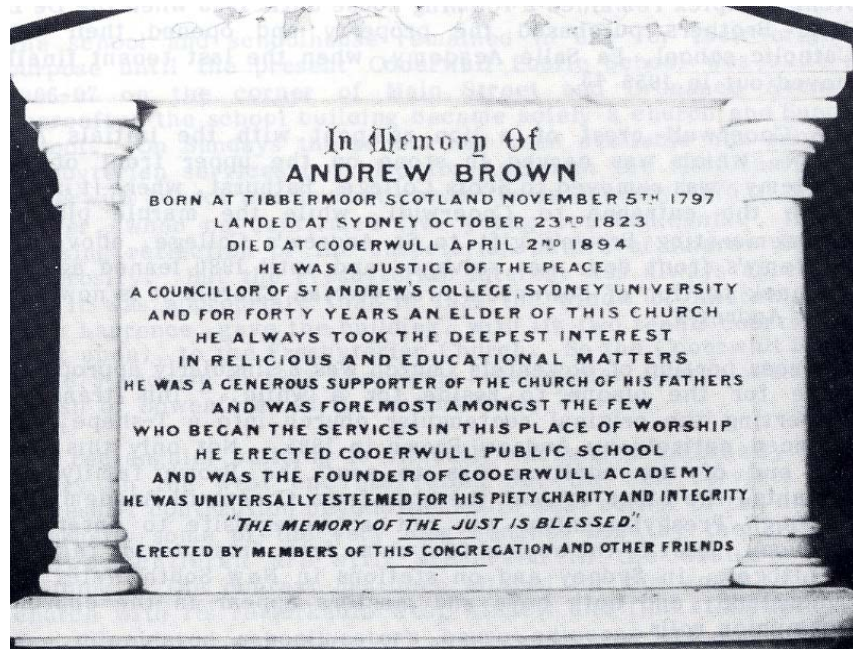 In Memory Of
ANDREW BROWN
BORN AT TIBBERMOOR SCOTLAND NOVEMBER 5TH 1797
LANDED AT SYDNEY OCTOBER 23RD 1823
DIED AT COOERWULL APRIL 2ND 1894
HE WAS A JUSTICE OF THE PEACE
A COUNCILLOR OF ST ANDREW'S COLLEGE, SYDNEY UNIVERSITY
AND FOR FORTY YEARS AN ELDER OF THIS CHURCH
HE ALWAYS TOOK THE DEEPEST INTEREST
IN RELIGIOUS AND EDUCATIONAL MATTERS
HE WAS A GENEROUS SUPPORTER OF THE CHURCH OF HIS FATHERS
AND WAS FOREMOST AMONGST THE FEW
WHO BEGAN THE SERVICES IN THIS PLACE OF WORSHIP
HE ERECTED COOERWULL PUBLIC SCHOOL
AND WAS THE FOUNDER OF COOERWULL ACADEMY
HE WAS UNIVERSALLY ESTEEMED FOR HIS PIETY CHARITY AND INTEGRITY
"THE MEMORY OF THE JUST IS BLESSED."
ERECTED BY MEMBERS OF THIS CONGREGATION AND OTHER FRIENDS